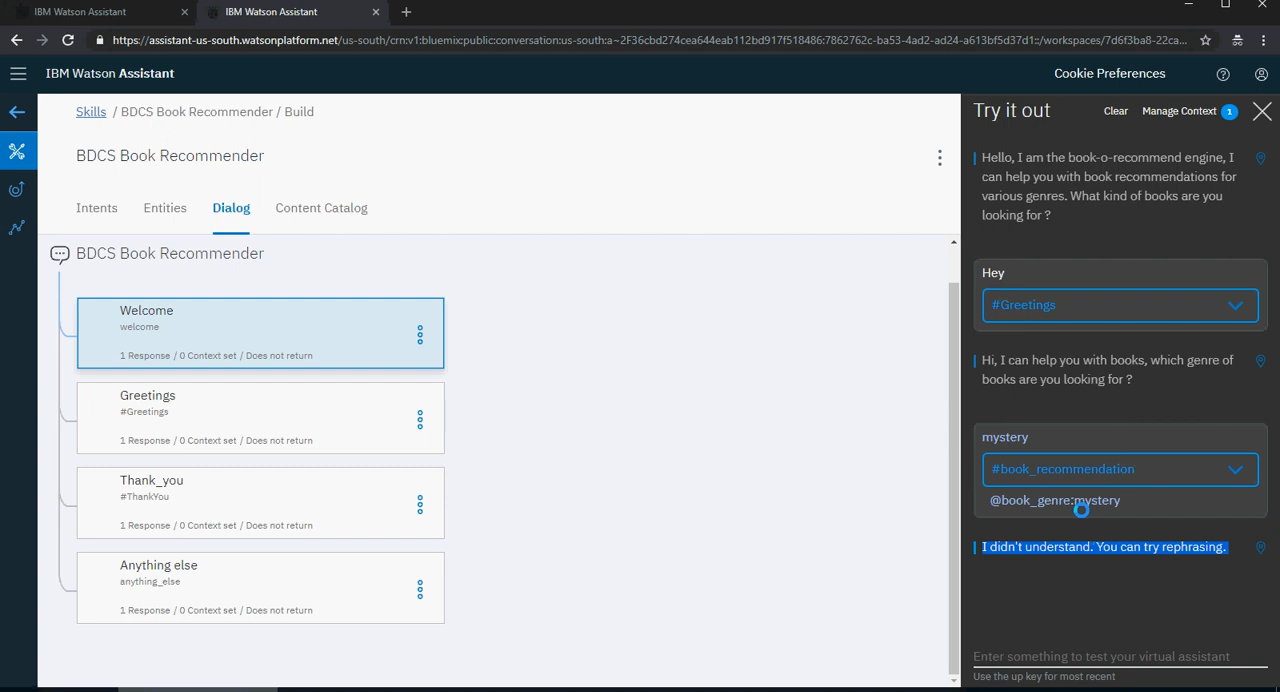 IBM Watson Assistant
IBM Watson Assistant
https://assistant-us-south.watsonplatform.net/us-south/crn:v1:bluemix:public:conversation:us-south:a~2F36cbd274cea644eab112bd917f518486:7862762c-ba53-4ad2-ad24-a613bf5d37d1::/workspaces/7d6f3ba8-22ca...
IBM Watson Assistant
Cookie Preferences
Skills / BDCS Book Recommender / Build
BDCS Book Recommender
Intents Entities Dialog Content Catalog
BDCS Book Recommender
Welcome
welcome
1 Response / 0 Context set / Does not return
Greetings
#Greetings
1 Response / 0 Context set / Does not return
Thank_you
#ThankYou
1 Response / 0 Context set / Does not return
Anything else
anything_else
1 Response / 0 Context set / Does not return
Try it out Clear Manage Context 1
Hello, I am the book-o-recommend engine, I
can help you with book recommendations for
various genres. What kind of books are you
looking for ?
Hey
#Greetings
Hi, I can help you with books, which genre of
books are you looking for ?
mystery
#book_recommendation
@book_genre:mystery
I didn't understand. You can try rephrasing.
Enter something to test your virtual assistant
Use the up key for most recent